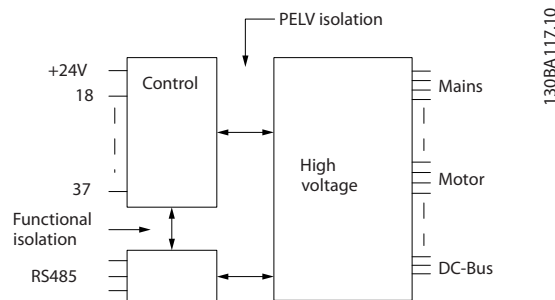 PELV isolation
130BA117.10
+24V
Control
Mains
18
High
voltage
Motor
37
Functional
isolation
DC-Bus
RS485